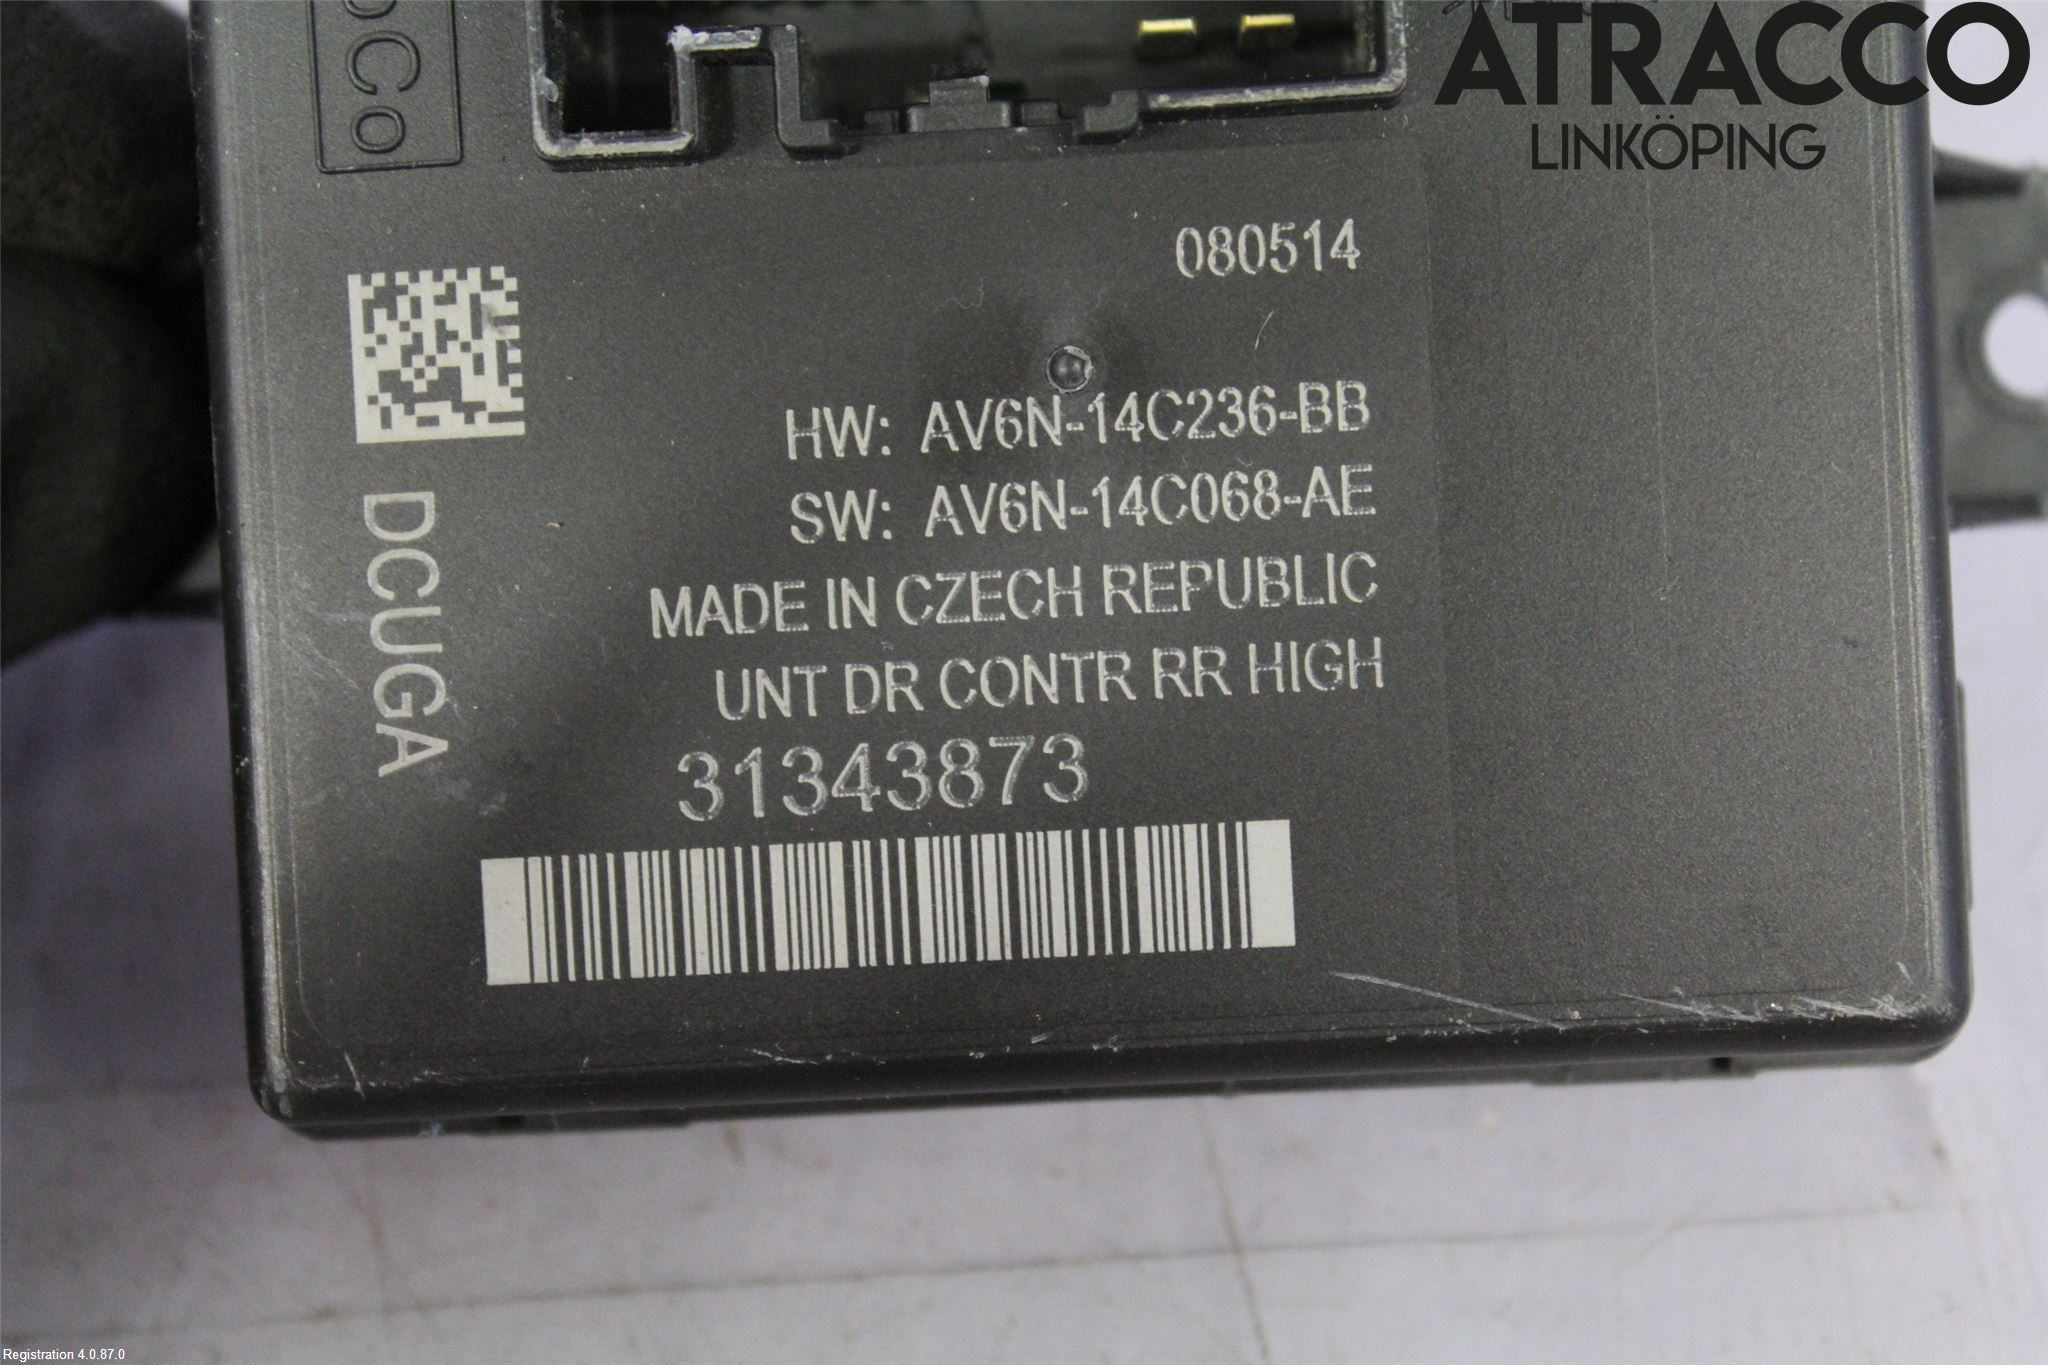 ATRACCO
LINKÖPING
080514
HW: AV6N-14C236-BB
SW: AV6N-14C068-AE
MADE IN CZECH REPUBLIC
UNT DR CONTR RR HIGH
31343873
DCUGA
Registration 4.0.87.0